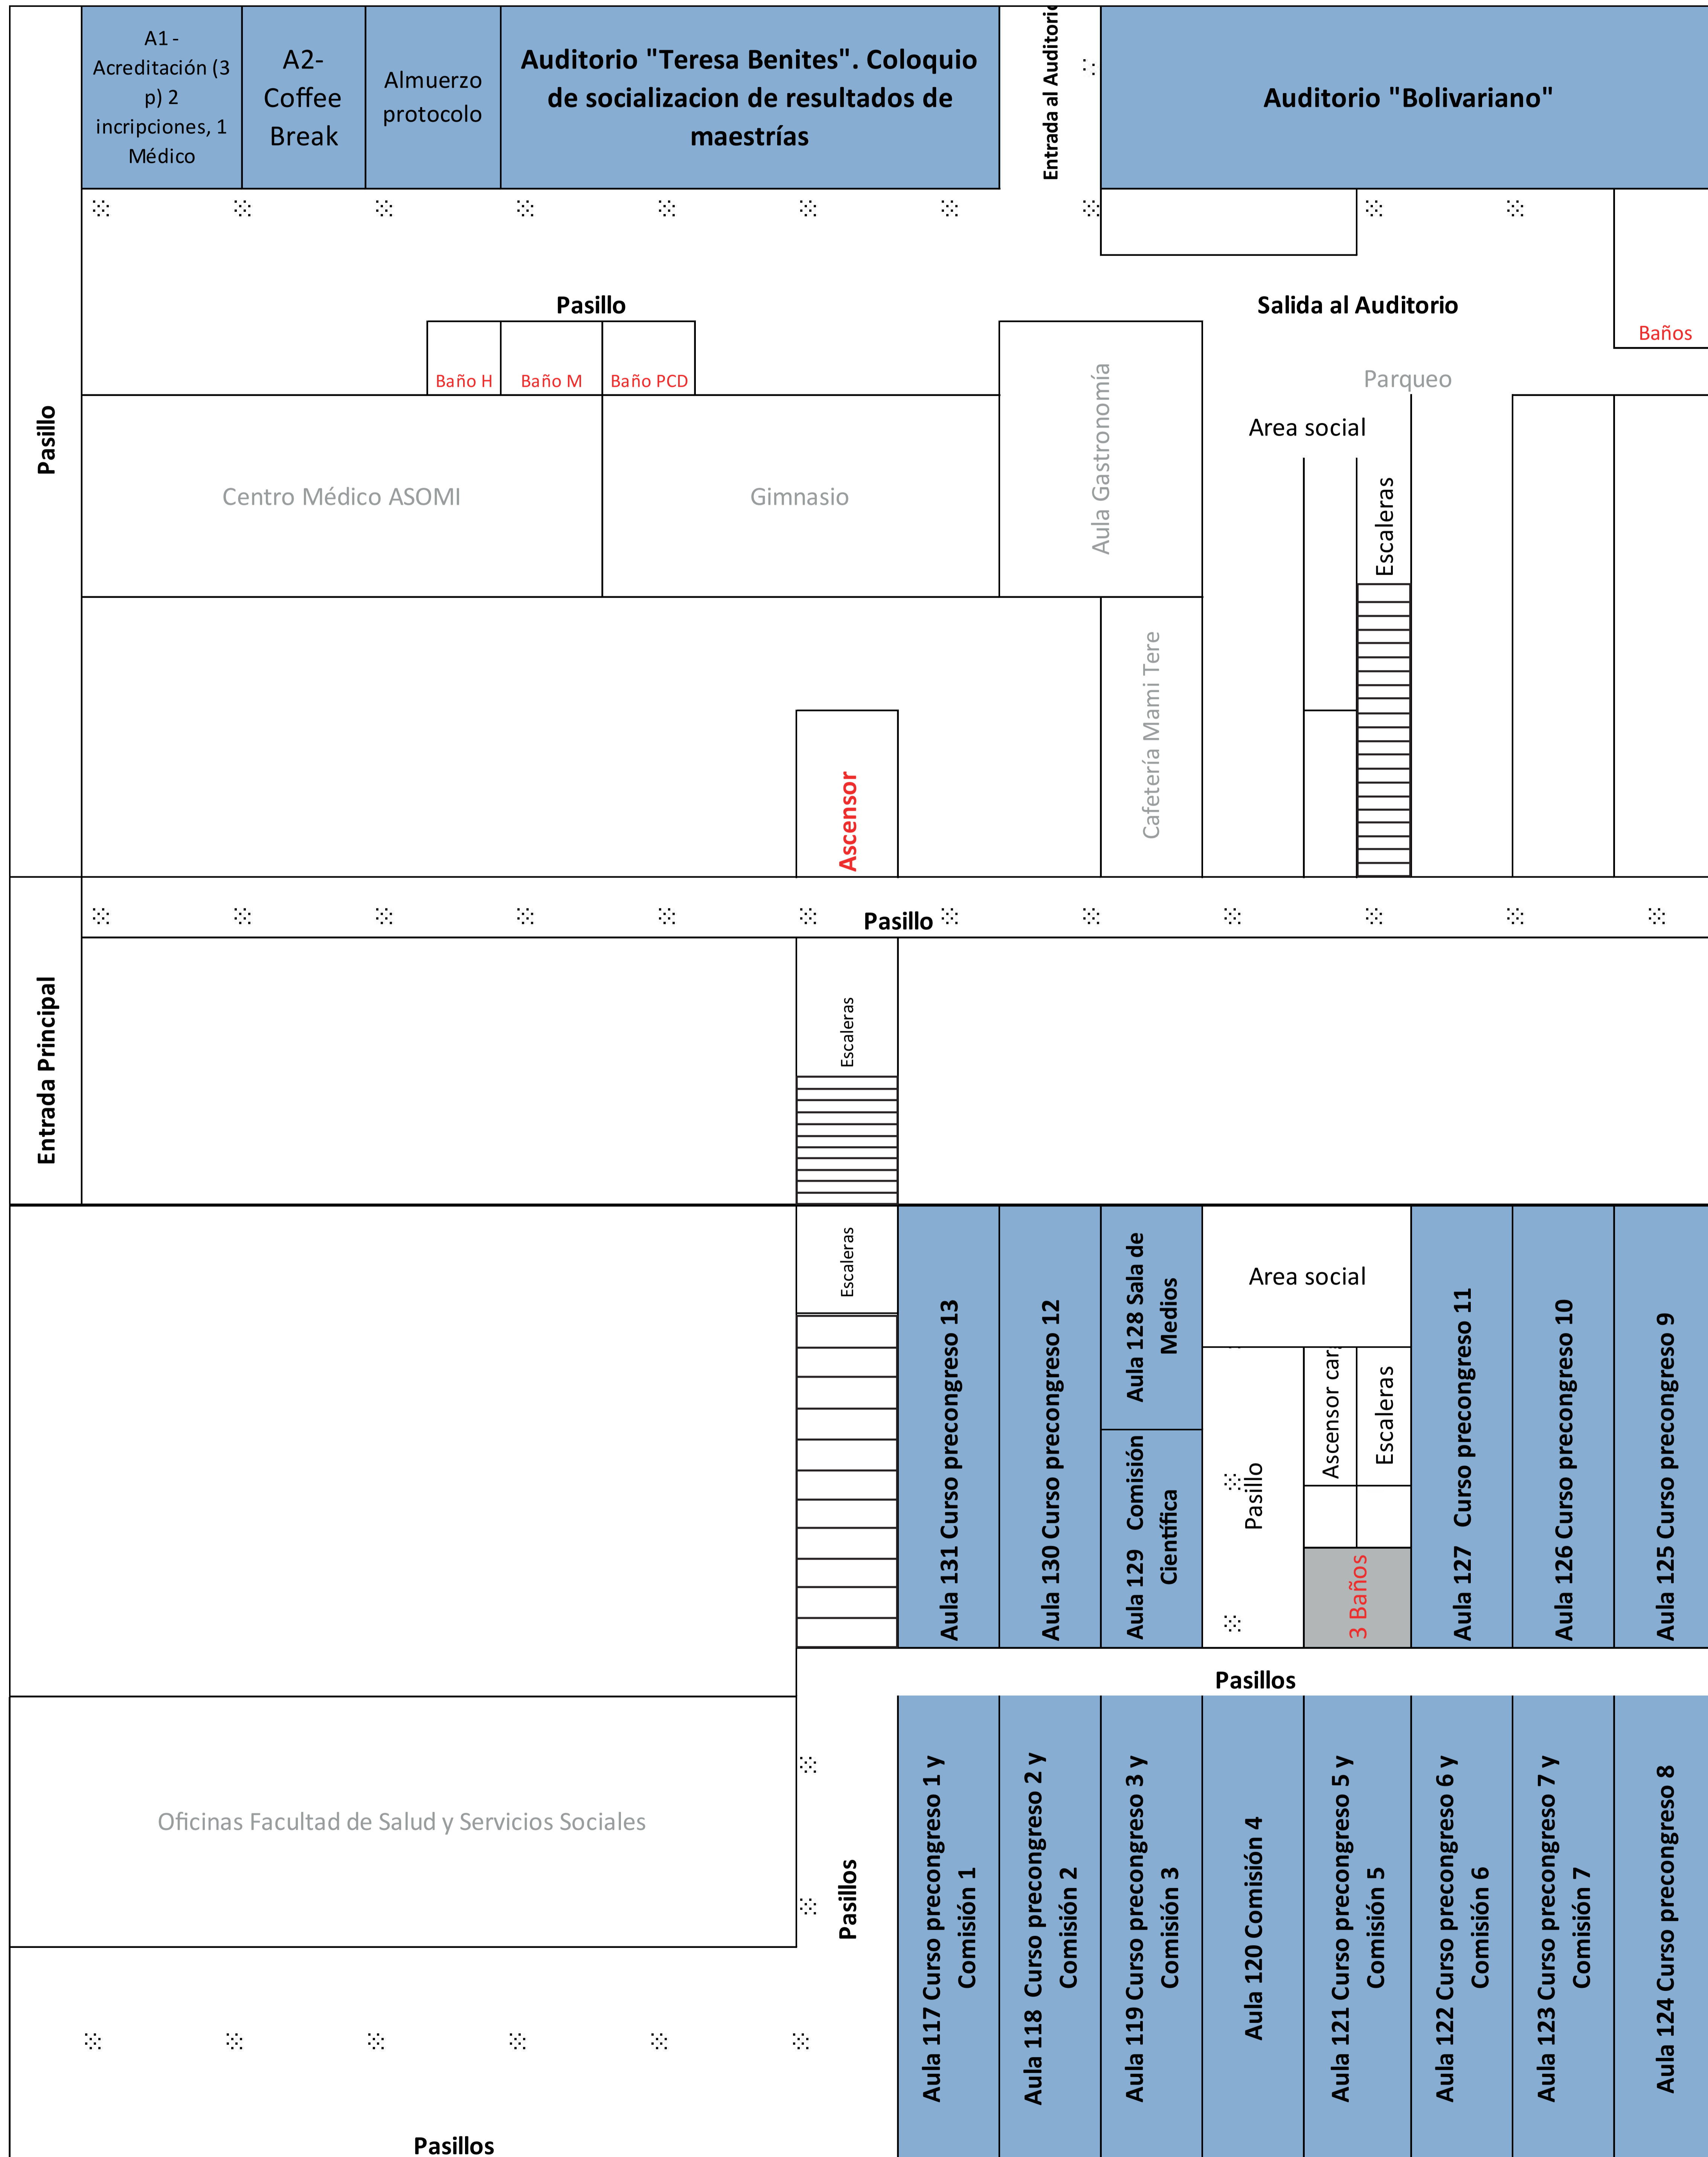 A1 -
Acreditación (3
p) 2
incripciones, 1
Médico
A2-
Coffee
Break
Almuerzo
protocolo
Auditorio "Teresa Benites". Coloquio
de socializacion de resultados de
maestrías
Entrada al Auditorio
Auditorio "Bolivariano"
Pasillo
Salida al Auditorio
Baños
Baño H
Baño M
Baño PCD
Parqueo
Pasillo
Centro Médico ASOMI
Gimnasio
Aula Gastronomía
Area social
Escaleras
Cafetería Mami Tere
Ascensor
Pasillo
Entrada Principal
Escaleras
Escaleras
Aula 131 Curso precongreso 13
Aula 130 Curso precongreso 12
Aula 128 Sala de
Medios
Aula 129 Comisión
Científica
Area social
Pasillo
Ascensor car
Escaleras
3 Baños
Aula 127 Curso precongreso 11
Aula 126 Curso precongreso 10
Aula 125 Curso precongreso 9
Pasillos
Oficinas Facultad de Salud y Servicios Sociales
Pasillos
Aula 117 Curso precongreso 1 y
Comisión 1
Aula 118 Curso precongreso 2 y
Comisión 2
Aula 119 Curso precongreso 3 y
Comisión 3
Aula 120 Comisión 4
Aula 121 Curso precongreso 5 y
Comisión 5
Aula 122 Curso precongreso 6 y
Comisión 6
Aula 123 Curso precongreso 7 y
Comisión 7
Aula 124 Curso precongreso 8
Pasillos